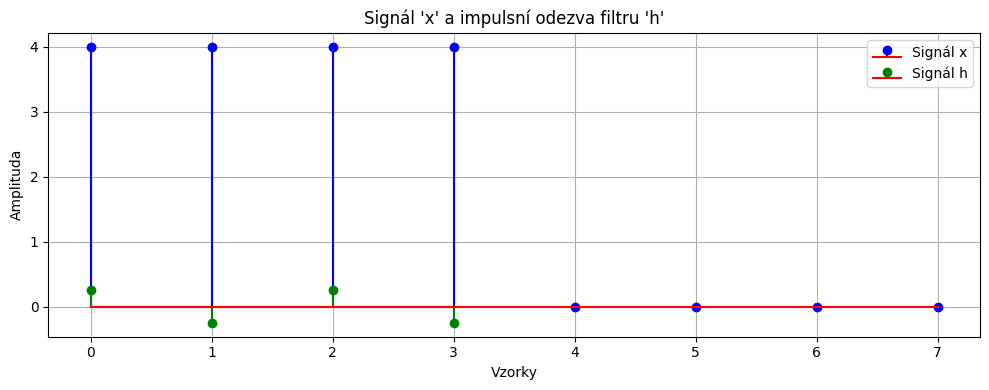 Signál 'x' a impulsní odezva filtru 'h'
Signál x
Signál h
Amplituda
4
3
2
1
0
0 1 2 3 4 5 6 7
Vzorky